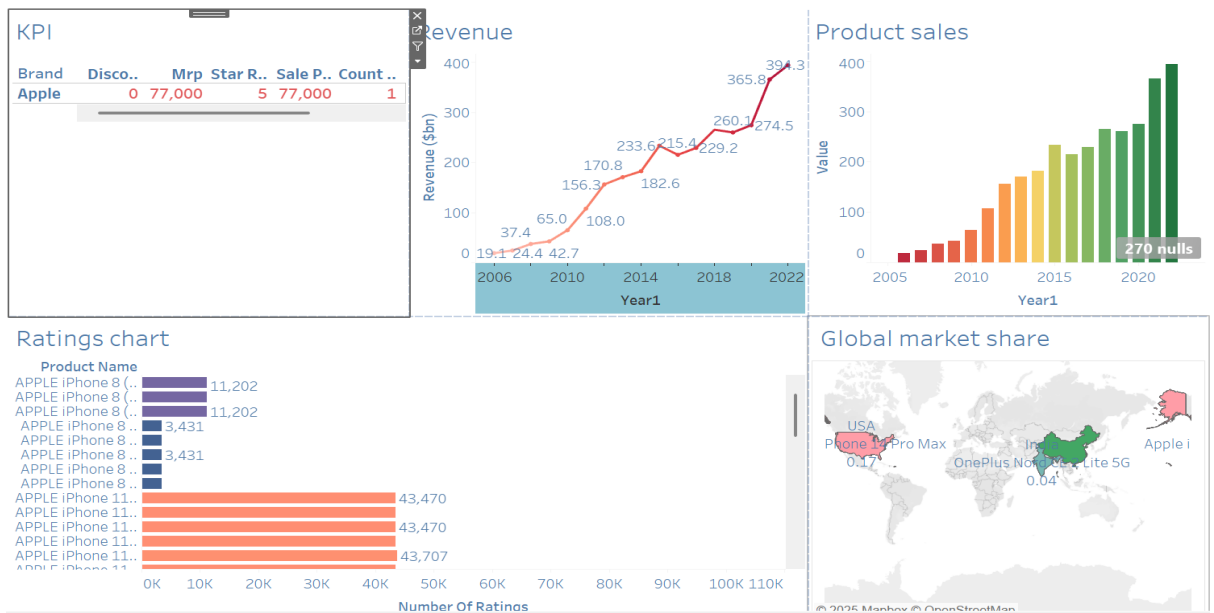 KPI
Brand Disco.. Mrp Star R.. Sale P.. Count ..
Apple 0 77,000 5 77,000 1
Revenue
400
300
200
100
0
Revenue ($bn)
394.3
365.8
260.1
274.5
233.6
215.4
229.2
170.8
182.6
156.3
108.0
65.0
37.4
19.1
24.4
42.7
2006 2010 2014 2018 2022
Year1
Product sales
400
300
200
100
0
Value
270 nulls
2005 2010 2015 2020
Year1
Ratings chart
Product Name
APPLE iPhone 8 (.. 11,202
APPLE iPhone 8 (..
APPLE iPhone 8 (.. 11,202
APPLE iPhone 8 .. 3,431
APPLE iPhone 8 ..
APPLE iPhone 8 .. 3,431
APPLE iPhone 8 ..
APPLE iPhone 8 ..
APPLE iPhone 11.. 43,470
APPLE iPhone 11..
APPLE iPhone 11.. 43,470
APPLE iPhone 11..
APPLE iPhone 11.. 43,707
APPLE iPhone 11..
0K 10K 20K 30K 40K 50K 60K 70K 80K 90K 100K 110K
Number Of Ratings
Global market share
USA
Phone 14 Pro Max
0.17
India
OnePlus Nord Lite 5G
0.04
Apple i
© 2025 Mapbox © OpenStreetMap